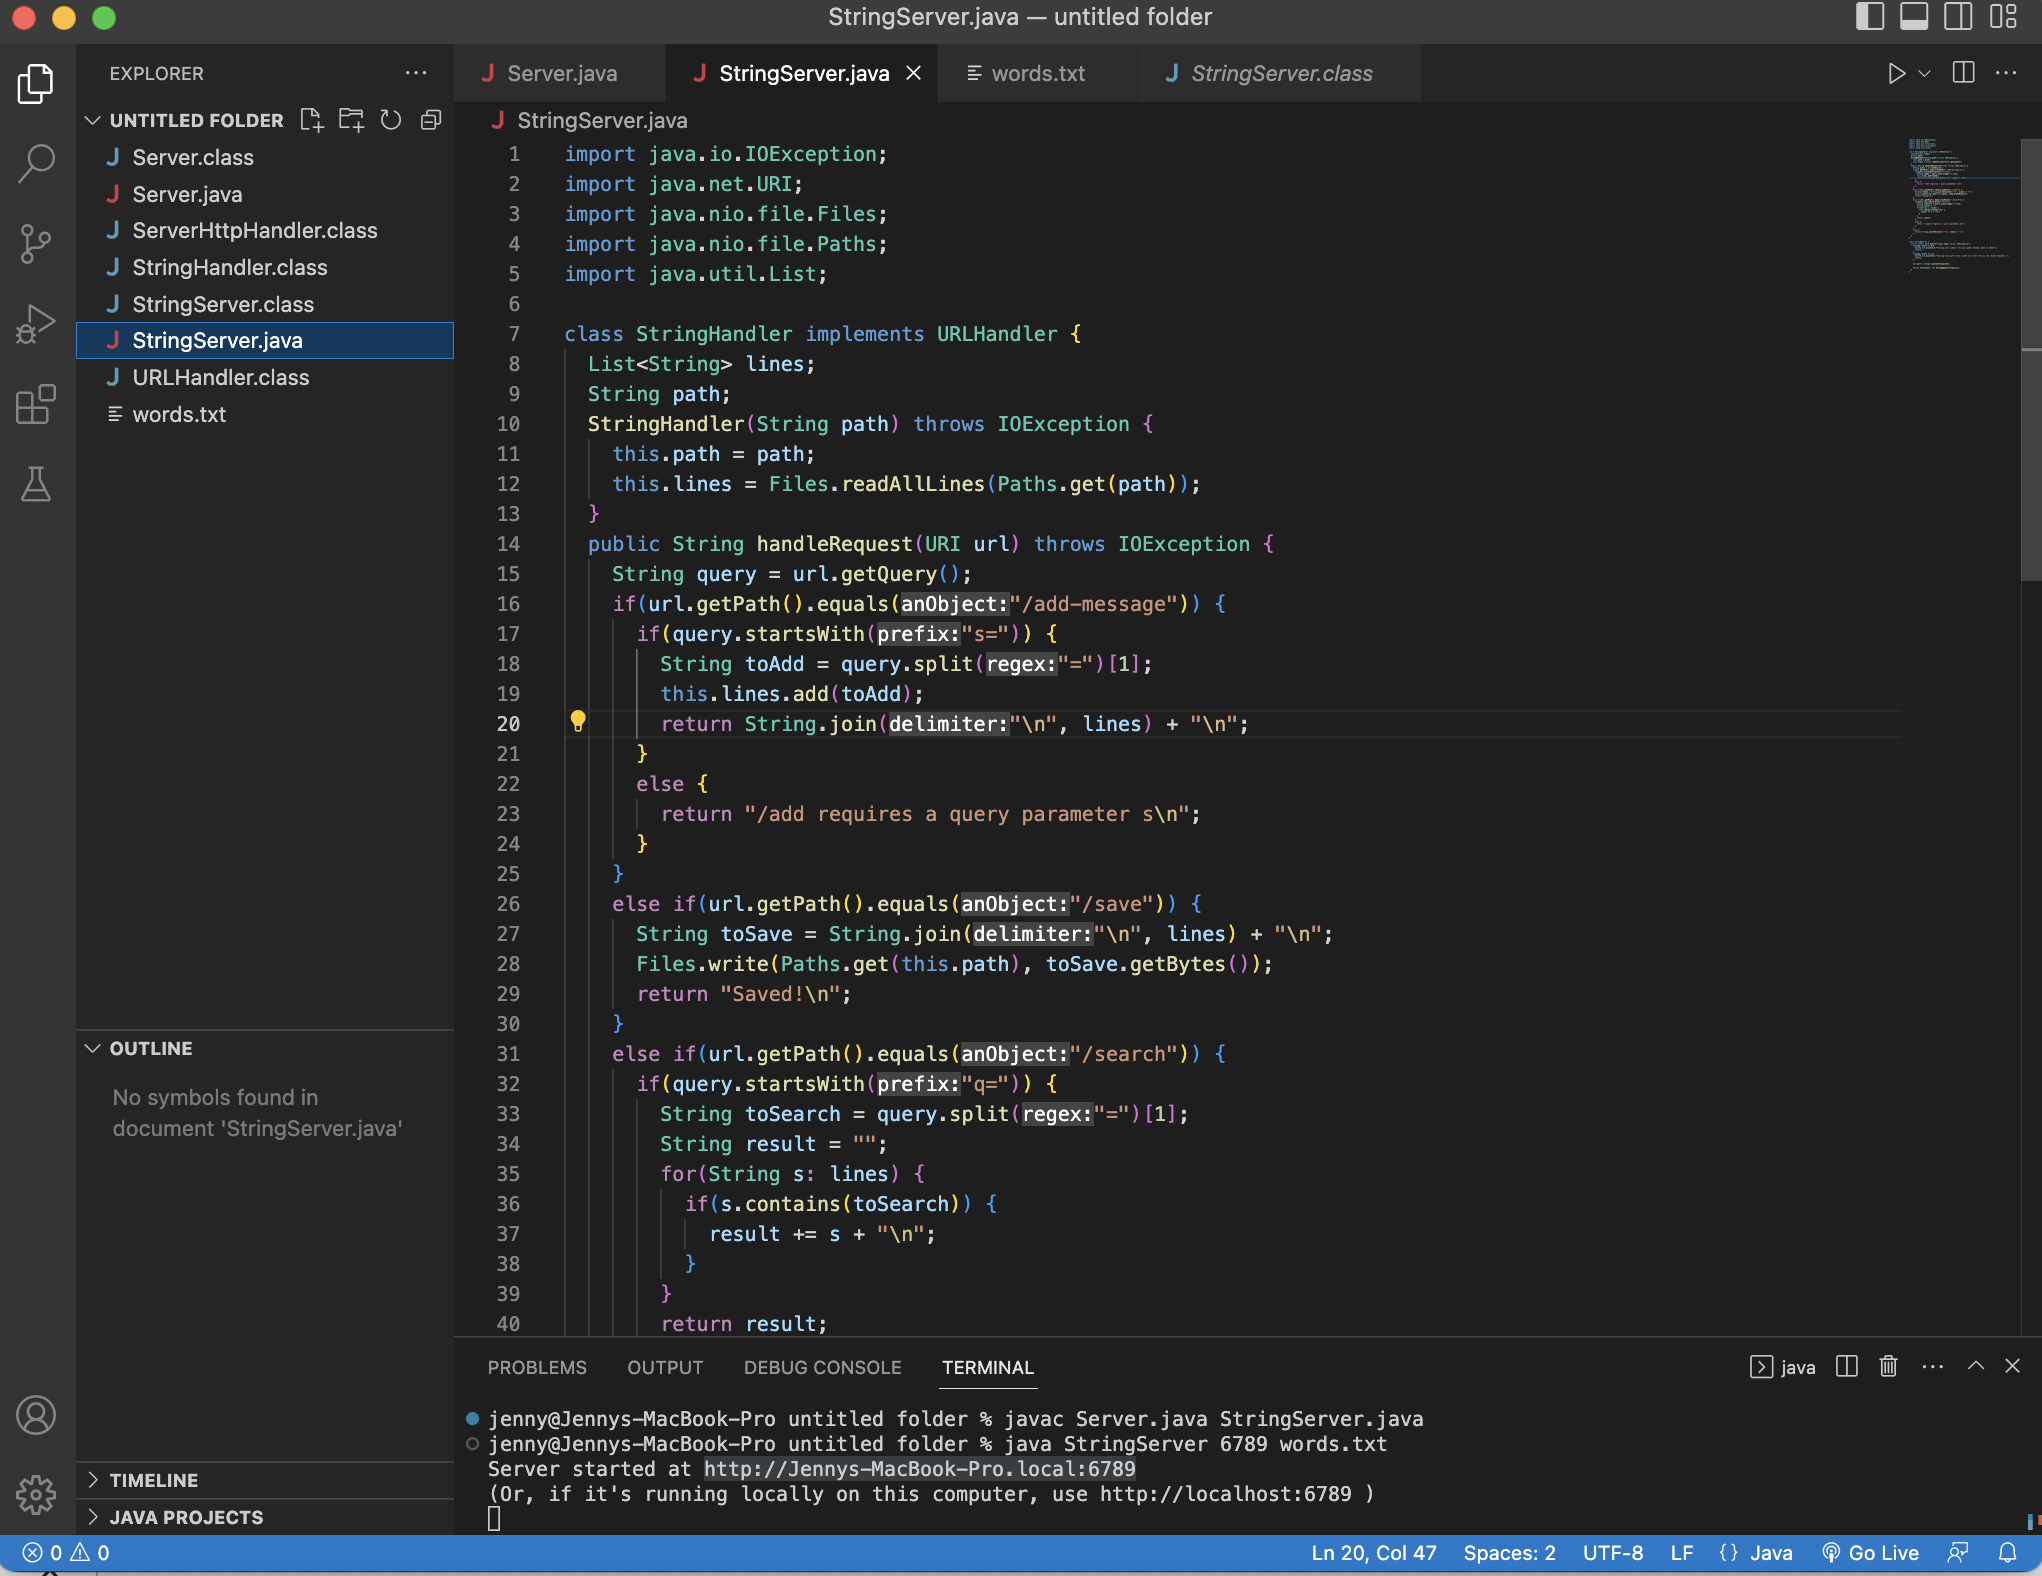 StringServer.java — untitled folder
EXPLORER
UNTITLED FOLDER
Server.class
Server.java
ServerHttpHandler.class
StringHandler.class
StringServer.class
StringServer.java
URLHandler.class
words.txt
OUTLINE
No symbols found in
document 'StringServer.java'
TIMELINE
JAVA PROJECTS
Server.java StringServer.java words.txt StringServer.class
StringServer.java
1 import java.io.IOException;
2 import java.net.URI;
3 import java.nio.file.Files;
4 import java.nio.file.Paths;
5 import java.util.List;
6
7 class StringHandler implements URLHandler {
8 List<String> lines;
9 String path;
10 StringHandler(String path) throws IOException {
11 this.path = path;
12 this.lines = Files.readAllLines(Paths.get(path));
13 }
14 public String handleRequest(URI url) throws IOException {
15 String query = url.getQuery();
16 if(url.getPath().equals(anObject:"/add-message")) {
17 if(query.startsWith(prefix:"s=")) {
18 String toAdd = query.split(regex:"=")[1];
19 this.lines.add(toAdd);
20 return String.join(delimiter:"\n", lines) + "\n";
21 }
22 else {
23 return "/add requires a query parameter s\n";
24 }
25 }
26 else if(url.getPath().equals(anObject:"/save")) {
27 String toSave = String.join(delimiter:"\n", lines) + "\n";
28 Files.write(Paths.get(this.path), toSave.getBytes());
29 return "Saved!\n";
30 }
31 else if(url.getPath().equals(anObject:"/search")) {
32 if(query.startsWith(prefix:"q=")) {
33 String toSearch = query.split(regex:"=")[1];
34 String result = "";
35 for(String s: lines) {
36 if(s.contains(toSearch)) {
37 result += s + "\n";
38 }
39 }
40 return result;
PROBLEMS OUTPUT DEBUG CONSOLE TERMINAL java
jenny@Jennys-MacBook-Pro untitled folder % javac Server.java StringServer.java
jenny@Jennys-MacBook-Pro untitled folder % java StringServer 6789 words.txt
Server started at http://Jennys-MacBook-Pro.local:6789
(Or, if it's running locally on this computer, use http://localhost:6789 )
0 0 Ln 20, Col 47 Spaces: 2 UTF-8 LF {} Java Go Live